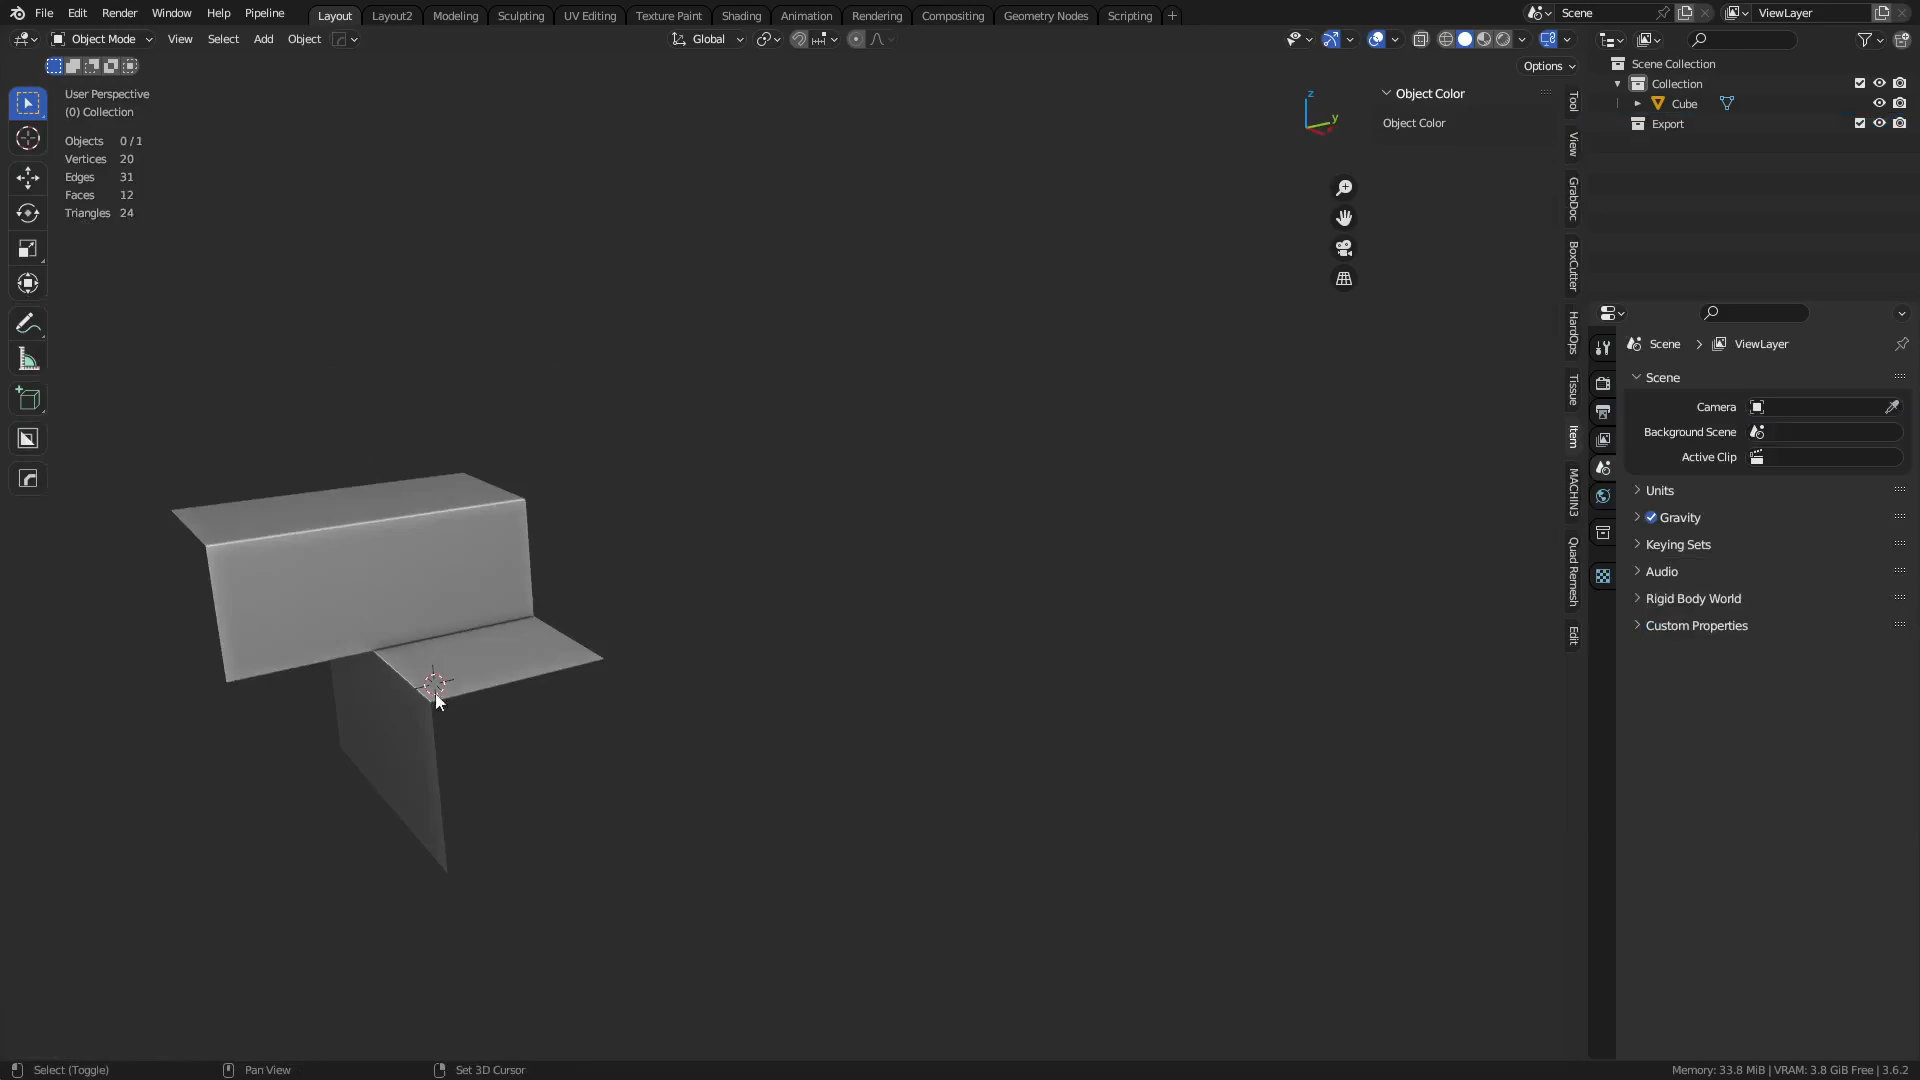 File Edit Render Window Help Pipeline Layout Layout2 Modeling Sculpting UV Editing Texture Paint Shading Animation Rendering Compositing Geometry Nodes Scripting + Scene ViewLayer
Object Mode View Select Add Object Global
Options
User Perspective
(0) Collection
Objects 0 / 1
Vertices 20
Edges 31
Faces 12
Triangles 24
z
y
Object Color
Object Color
Tool
View
GrabDoc
BoxCutter
HardOps
Tissue
Item
MACHIN3
Quad Remesh
Edit
Scene Collection
Collection
Cube
Export
Scene > ViewLayer
Scene
Camera
Background Scene
Active Clip
Units
Gravity
Keying Sets
Audio
Rigid Body World
Custom Properties
Select (Toggle) Pan View Set 3D Cursor Memory: 33.8 MiB | VRAM: 3.8 GiB Free | 3.6.2